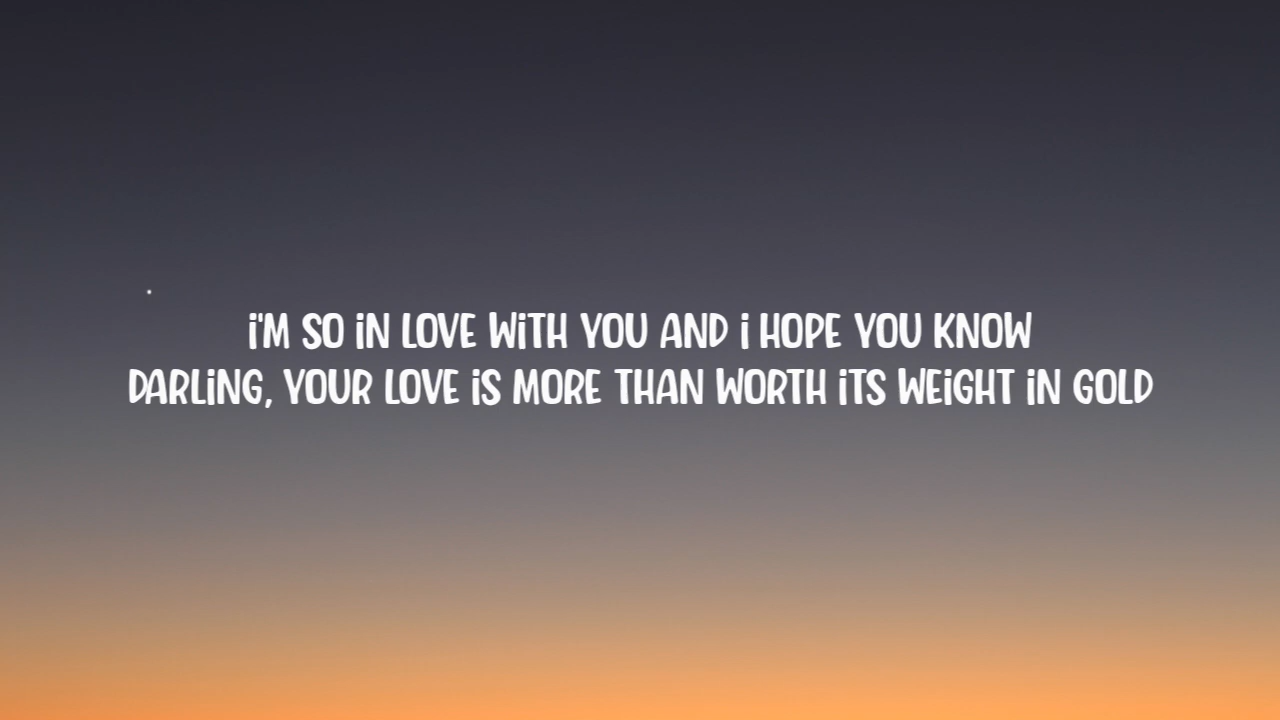 i'M SO iN LOVE WiTH YOU AND i HOPE YOU KNOW
DARLiNG, YOUR LOVE iS MORE THAN WORTH iTS WEiGHT iN GOLD